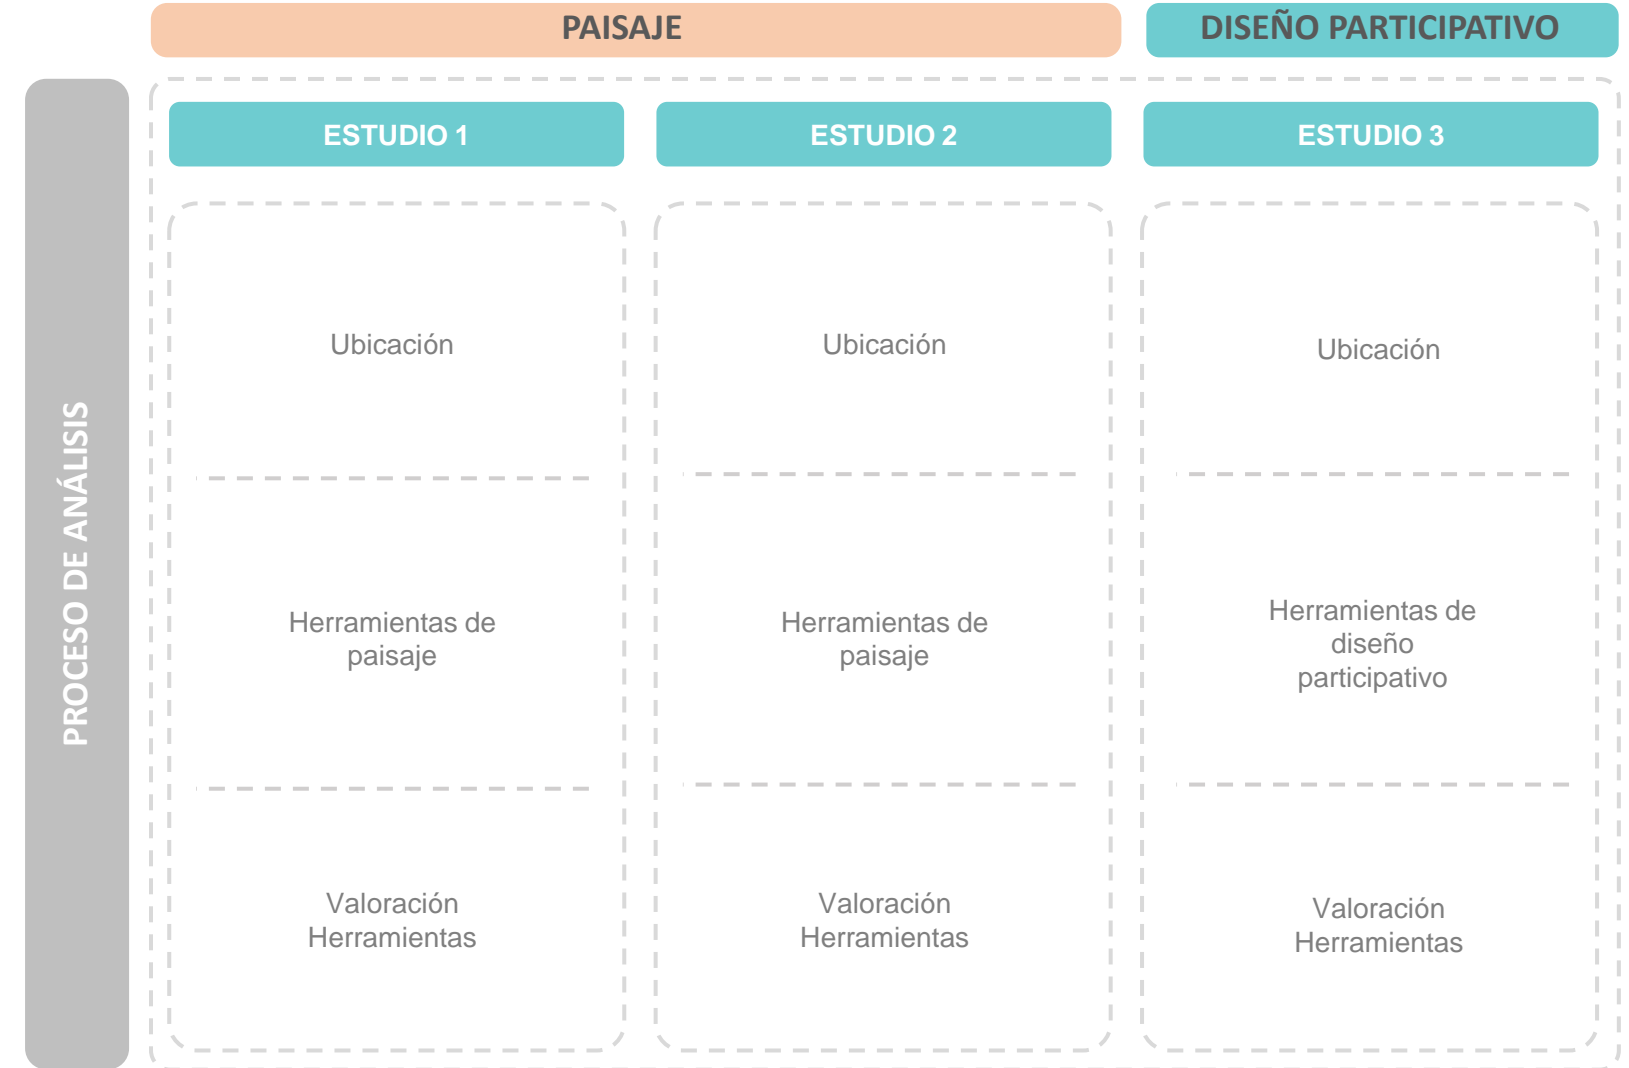 PAISAJE
DISEÑO PARTICIPATIVO
PROCESO DE ANÁLISIS
ESTUDIO 1
ESTUDIO 2
ESTUDIO 3
Ubicación
Ubicación
Ubicación
Herramientas de
paisaje
Herramientas de
paisaje
Herramientas de
diseño
participativo
Valoración
Herramientas
Valoración
Herramientas
Valoración
Herramientas